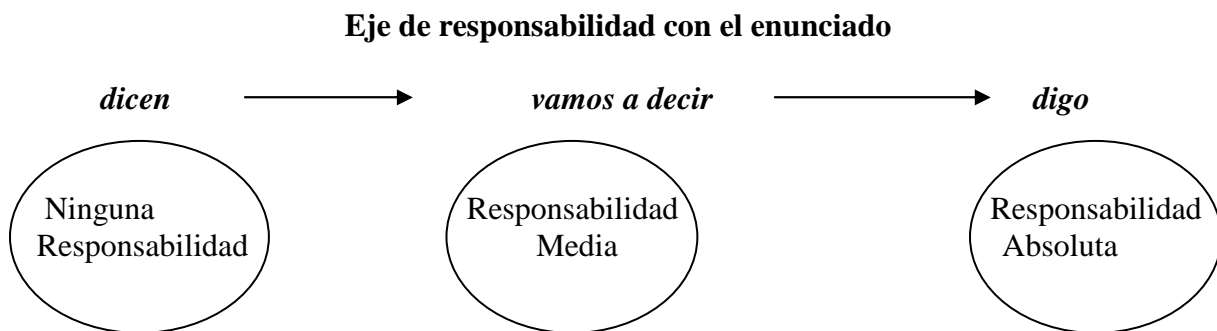 Eje de responsabilidad con el enunciado
dicen vamos a decir digo
Ninguna
Responsabilidad
Responsabilidad
Media
Responsabilidad
Absoluta